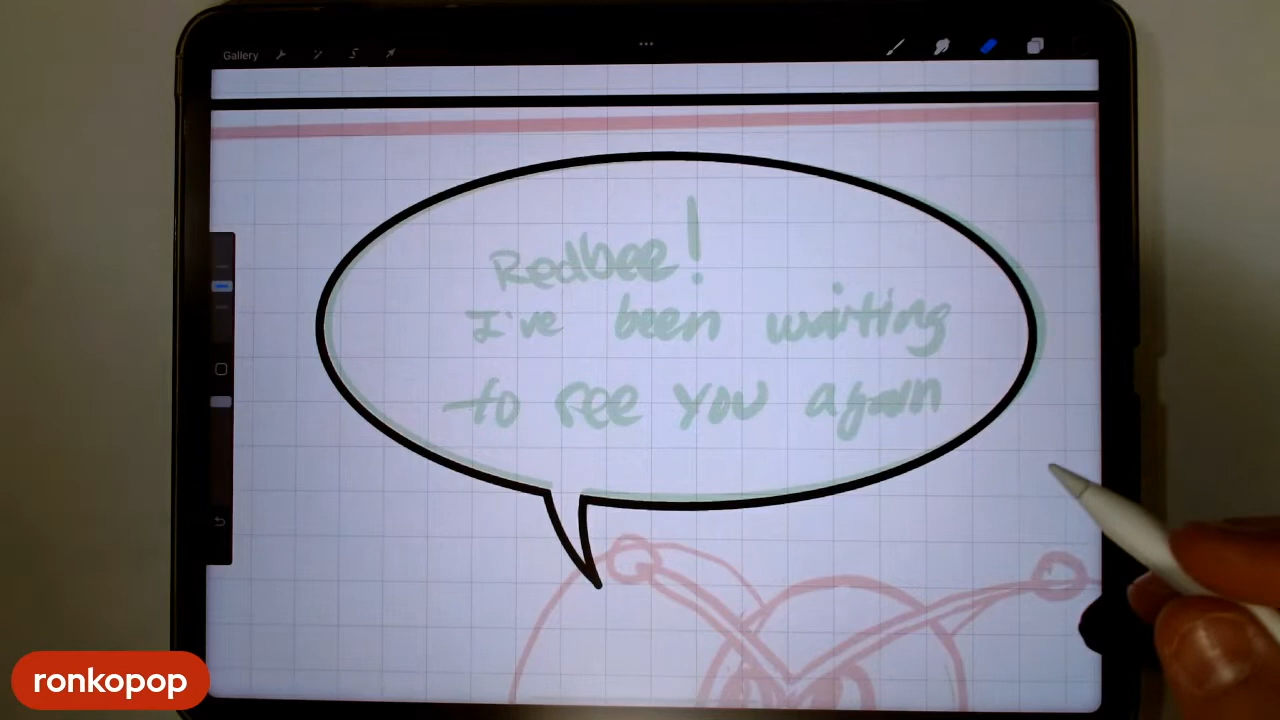 Gallery
Redbee!
I've been waiting
to see you again
ronkopop